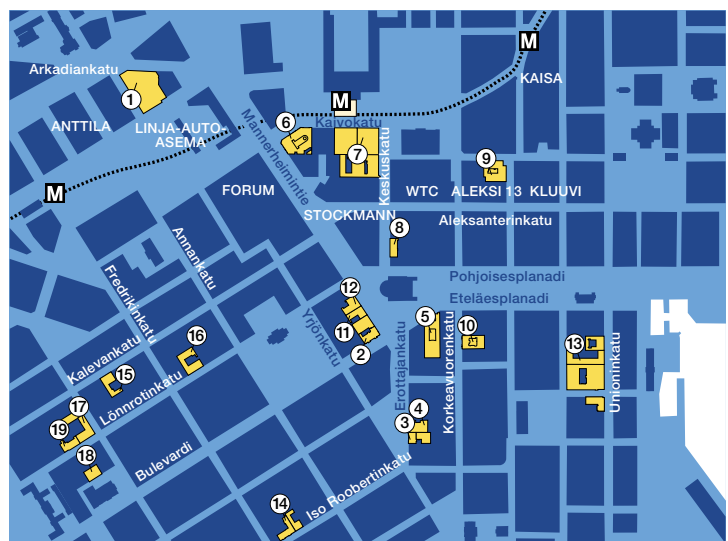 M
KAISA
Arkadiankatu
1
M
ANTTILA
LINJA-AUTO-
ASEMA
6
Kaivokatu
Mannerheimintie
7
Keskuskatu
9
M
FORUM
WTC
ALEKSI 13
KLUUVI
STOCKMANN
Aleksanterinkatu
8
Annankatu
Fredrikinkatu
Pohjoisesplanadi
Eteläesplanadi
12
Yrjönkatu
11
2
5
10
13
Erottajankatu
Korkeavuorenkatu
Unioninkatu
16
Kalevankatu
15
Lönnrotinkatu
17
19
18
Bulevardi
4
3
Iso Roobertinkatu
14